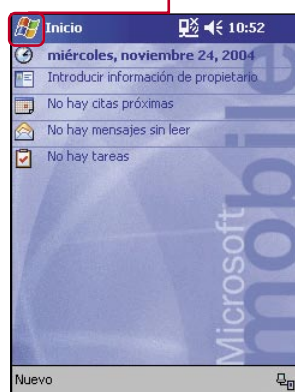 Inicio 10:52
miércoles, noviembre 24, 2004
Introducir información de propietario
No hay citas próximas
No hay mensajes sin leer
No hay tareas
Microsoft
mobile
Nuevo